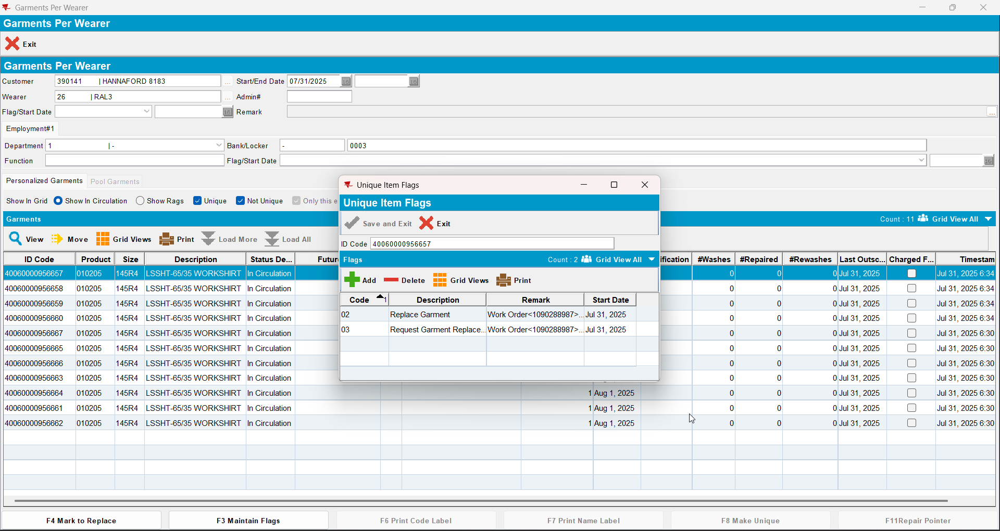 Garments Per Wearer
Garments Per Wearer
Exit
Garments Per Wearer
Customer 390141 | HANNAFORD 8183 ... Start/End Date 07/31/2025
Wearer 26 | RAL3 ... Admin#
Flag/Start Date Remark ...
Employment#1
Department 1 | - Bank/Locker - 0003
Function Flag/Start Date
Personalized Garments Pool Garments
Show In Grid Show In Circulation Show Rags Unique Not Unique Only this e
Garments Count : 11 Grid View All
View Move Grid Views Print Load More Load All
ID Code Product Size Description Status De... Futur ification #Washes #Repaired #Rewashes Last Outsc... Charged F... Timestam
40060000956657 010205 145R4 LSSHT-65/35 WORKSHIRT In Circulation 0 0 0 Jul 31, 2025 Jul 31, 2025 6:34
40060000956658 010205 145R4 LSSHT-65/35 WORKSHIRT In Circulation 0 0 0 Jul 31, 2025 Jul 31, 2025 6:34
40060000956659 010205 145R4 LSSHT-65/35 WORKSHIRT In Circulation 0 0 0 Jul 31, 2025 Jul 31, 2025 6:34
40060000956660 010205 145R4 LSSHT-65/35 WORKSHIRT In Circulation 0 0 0 Jul 31, 2025 Jul 31, 2025 6:34
40060000956667 010205 145R4 LSSHT-65/35 WORKSHIRT In Circulation 0 0 0 Jul 31, 2025 Jul 31, 2025 6:30
40060000956665 010205 145R4 LSSHT-65/35 WORKSHIRT In Circulation 0 0 0 Jul 31, 2025 Jul 31, 2025 6:30
40060000956666 010205 145R4 LSSHT-65/35 WORKSHIRT In Circulation 0 0 0 Jul 31, 2025 Jul 31, 2025 6:30
40060000956663 010205 145R4 LSSHT-65/35 WORKSHIRT In Circulation 0 0 0 Jul 31, 2025 Jul 31, 2025 6:30
40060000956664 010205 145R4 LSSHT-65/35 WORKSHIRT In Circulation 1 Aug 1, 2025 0 0 0 Jul 31, 2025 Jul 31, 2025 6:30
40060000956661 010205 145R4 LSSHT-65/35 WORKSHIRT In Circulation 1 Aug 1, 2025 0 0 0 Jul 31, 2025 Jul 31, 2025 6:30
40060000956662 010205 145R4 LSSHT-65/35 WORKSHIRT In Circulation 1 Aug 1, 2025 0 0 0 Jul 31, 2025 Jul 31, 2025 6:30
Unique Item Flags
Unique Item Flags
Save and Exit Exit
ID Code 40060000956657
Flags Count : 2 Grid View All
Add Delete Grid Views Print
Code 1 Description Remark Start Date
02 Replace Garment Work Order<1090288987>... Jul 31, 2025
03 Request Garment Replace... Work Order<1090288987>... Jul 31, 2025
F4 Mark to Replace F3 Maintain Flags F6 Print Code Label F7 Print Name Label F8 Make Unique F11Repair Pointer